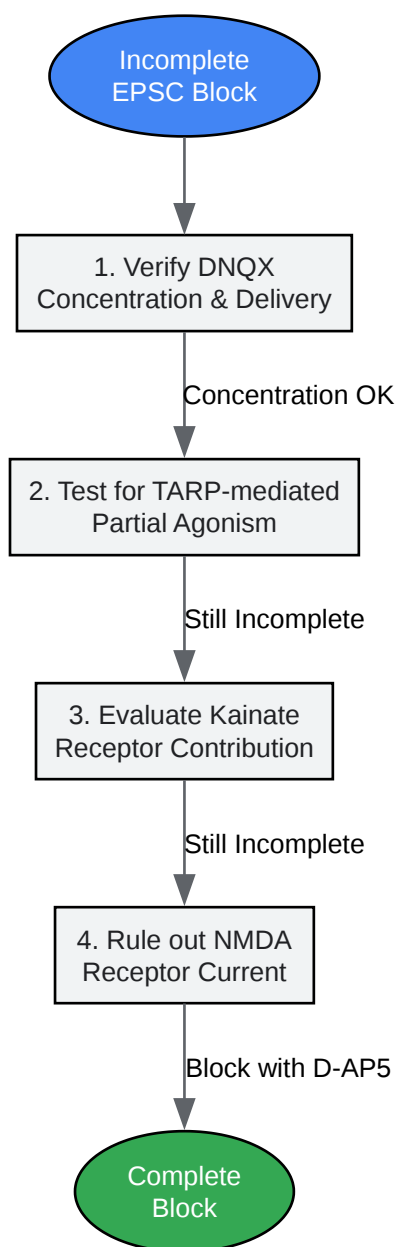 Incomplete
EPSC Block
1. Verify DNQX
Concentration & Delivery
Concentration OK
2. Test for TARP-mediated
Partial Agonism
Still Incomplete
3. Evaluate Kainate
Receptor Contribution
Still Incomplete
4. Rule out NMDA
Receptor Current
Block with D-AP5
Complete
Block